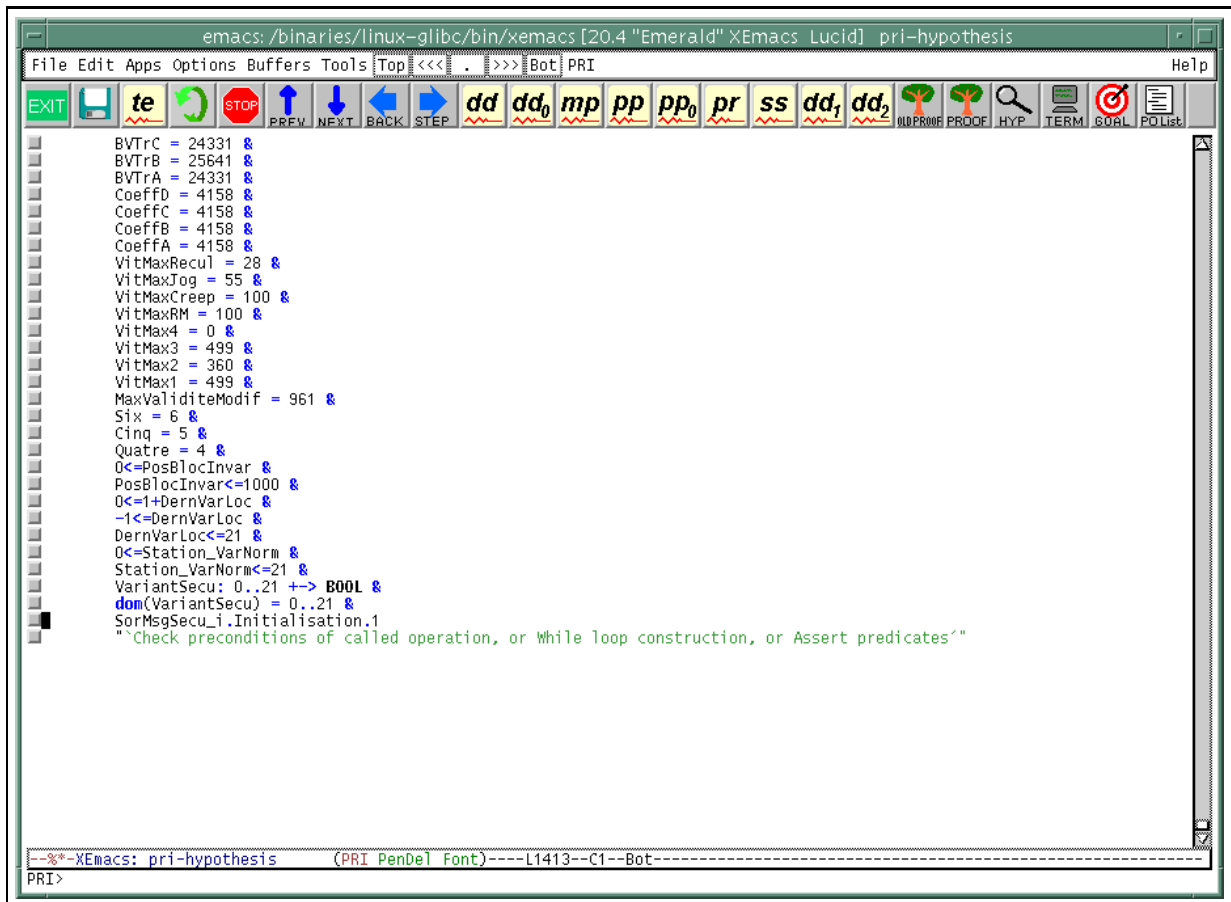 emacs: /binaries/linux-glibc/bin/xemacs [20.4 "Emerald" XEmacs Lucid] pri-hypothesis
File Edit Apps Options Buffers Tools Top <<< . >>> Bot PRI Help
EXIT te STOP PREV NEXT BACK STEP dd dd0 mp pp pp0 pr ss dd1 dd2 OLDPROOF PROOF HYP TERM GOAL PO List
BVTrC = 24331 &
BVTrB = 25641 &
BVTrA = 24331 &
CoeffD = 4158 &
CoeffC = 4158 &
CoeffB = 4158 &
CoeffA = 4158 &
VitMaxRecul = 28 &
VitMaxJog = 55 &
VitMaxCreep = 100 &
VitMaxRM = 100 &
VitMax4 = 0 &
VitMax3 = 499 &
VitMax2 = 360 &
VitMax1 = 499 &
MaxValiditeModif = 961 &
Six = 6 &
Cinq = 5 &
Quatre = 4 &
0<=PosBlocInvar &
PosBlocInvar<=1000 &
0<=1+DernVarLoc &
-1<=DernVarLoc &
DernVarLoc<=21 &
0<=Station_VarNorm &
Station_VarNorm<=21 &
VariantSecu: 0..21 +-> BOOL &
dom(VariantSecu) = 0..21 &
SorMsgSecu_i.Initialisation.1
"`Check preconditions of called operation, or While loop construction, or Assert predicates´"
--%*-XEmacs: pri-hypothesis (PRI PenDel Font)----L1413--C1--Bot----------------------------------------------------------------------
PRI>